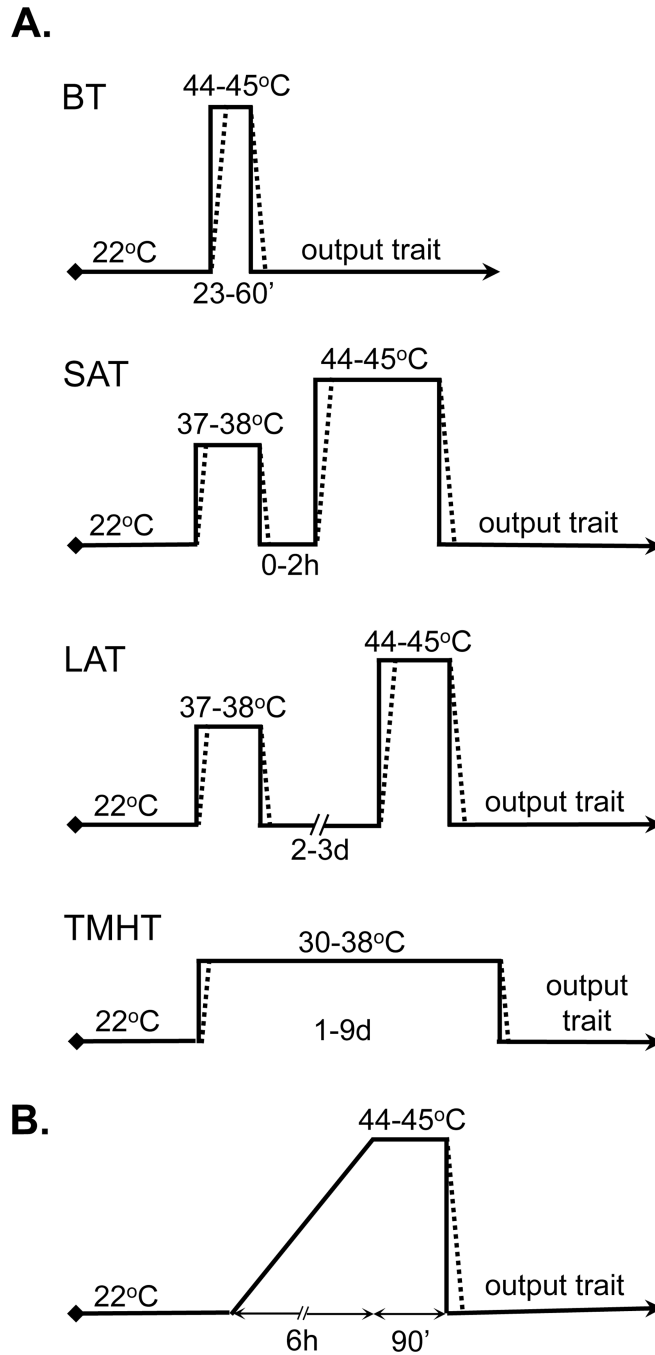 A.
BT
44-45°C
22°C
output trait
23-60’
SAT
44-45°C
37-38°C
22°C
output trait
0-2h
LAT
44-45°C
37-38°C
22°C
output trait
2-3d
TMHT
30-38°C
22°C
output
trait
1-9d
B.
44-45°C
22°C
output trait
6h
90’